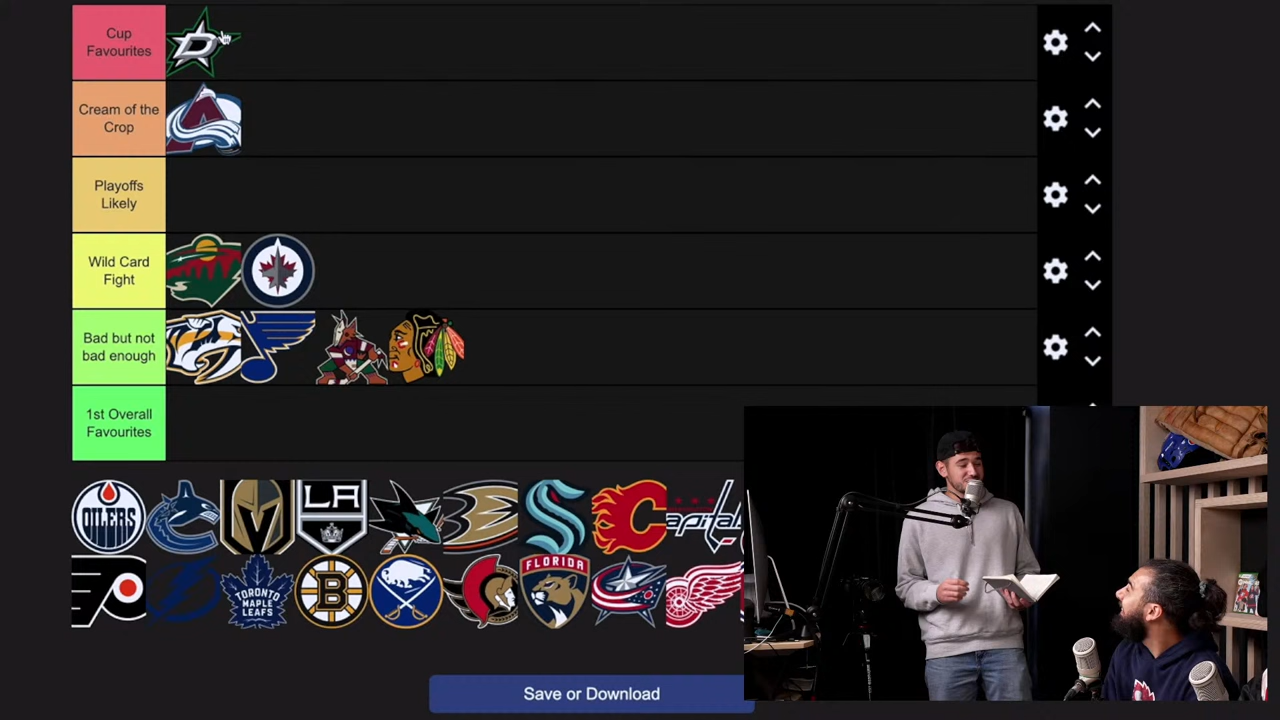 Cup
Favourites
Cream of the
Crop
Playoffs
Likely
Wild Card
Fight
Bad but not
bad enough
1st Overall
Favourites
OILERS
LA
capitals
TORONTO
MAPLE
LEAFS
B
FLORIDA
Save or Download